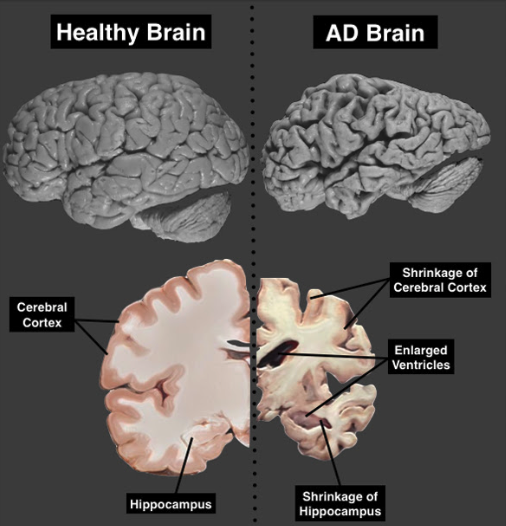 Healthy Brain
AD Brain
Cerebral
Cortex
Shrinkage of
Cerebral Cortex
Enlarged
Ventricles
Hippocampus
Shrinkage of
Hippocampus